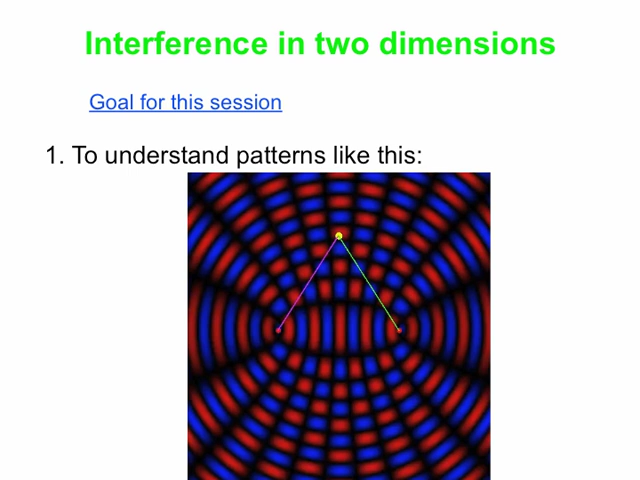 Interference in two dimensions
Goal for this session
1. To understand patterns like this: